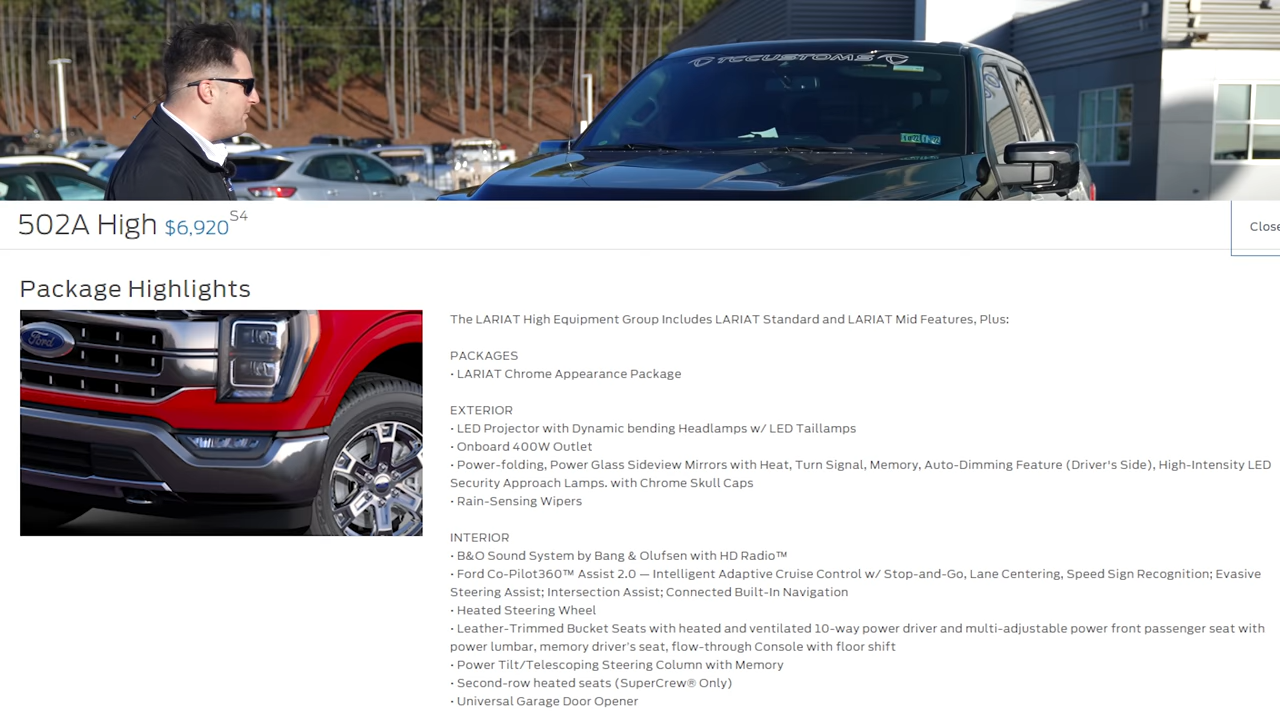 TCCUSTOMS
502A High $6,920 S4
Close
Package Highlights
Ford
The LARIAT High Equipment Group Includes LARIAT Standard and LARIAT Mid Features, Plus:
PACKAGES
• LARIAT Chrome Appearance Package
EXTERIOR
• LED Projector with Dynamic bending Headlamps w/ LED Taillamps
• Onboard 400W Outlet
• Power-folding, Power Glass Sideview Mirrors with Heat, Turn Signal, Memory, Auto-Dimming Feature (Driver's Side), High-Intensity LED
Security Approach Lamps. with Chrome Skull Caps
• Rain-Sensing Wipers
INTERIOR
• B&O Sound System by Bang & Olufsen with HD Radio™
• Ford Co-Pilot360™ Assist 2.0 — Intelligent Adaptive Cruise Control w/ Stop-and-Go, Lane Centering, Speed Sign Recognition; Evasive
Steering Assist; Intersection Assist; Connected Built-In Navigation
• Heated Steering Wheel
• Leather-Trimmed Bucket Seats with heated and ventilated 10-way power driver and multi-adjustable power front passenger seat with
power lumbar, memory driver's seat, flow-through Console with floor shift
• Power Tilt/Telescoping Steering Column with Memory
• Second-row heated seats (SuperCrew® Only)
• Universal Garage Door Opener